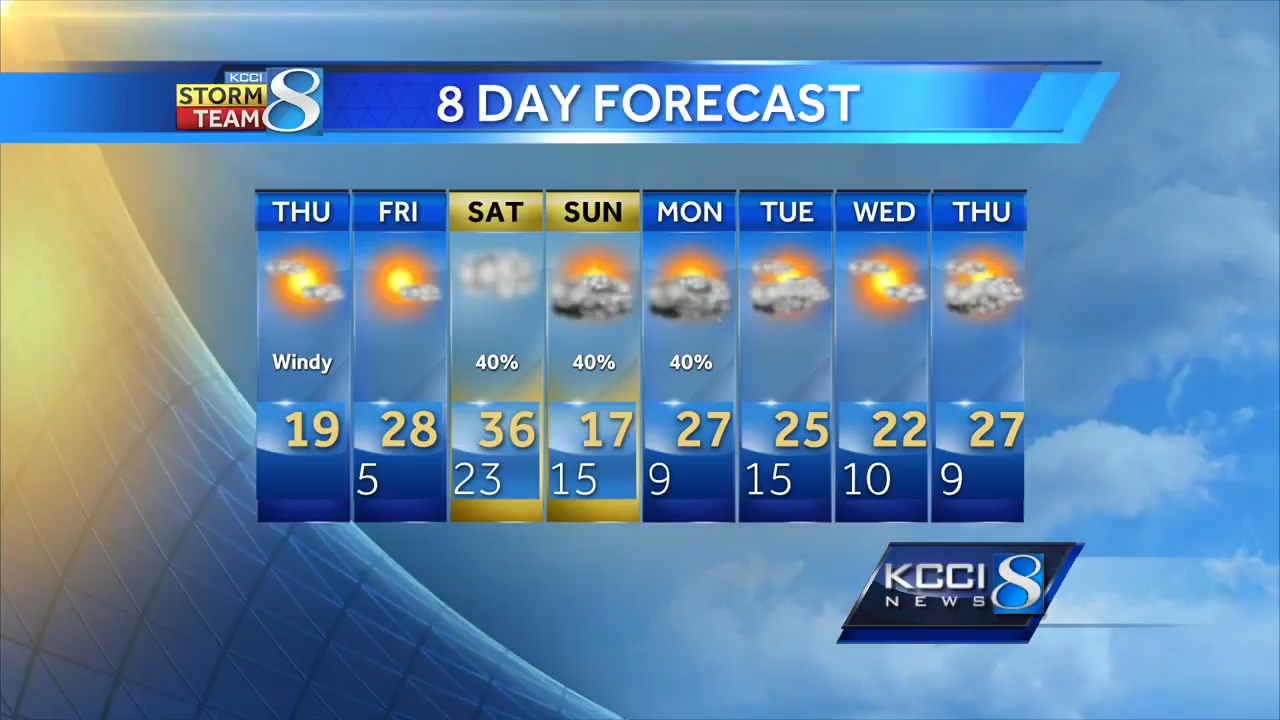 KCCI
STORM
TEAM 8
8 DAY FORECAST
THU FRI SAT SUN MON TUE WED THU
Windy 40% 40% 40%
19 28 36 17 27 25 22 27
5 23 15 9 15 10 9
KCCI 8
NEWS